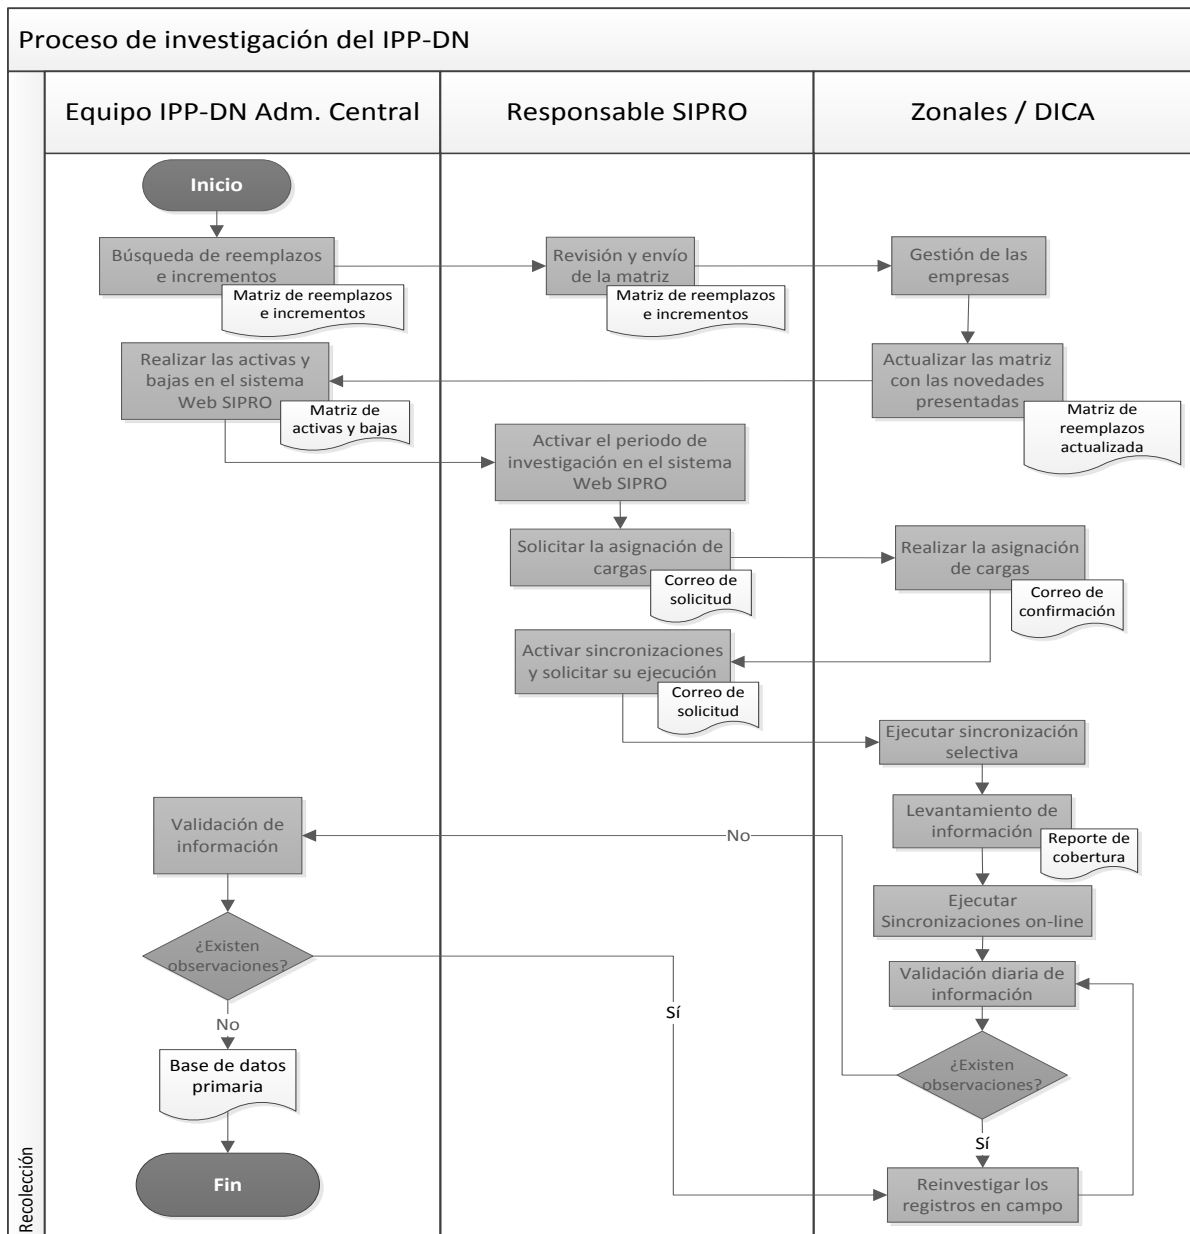 Proceso de investigación del IPP-DN
Equipo IPP-DN Adm. Central
Responsable SIPRO
Zonales / DICA
Inicio
Búsqueda de reemplazos
e incrementos
Matriz de reemplazos
e incrementos
Revisión y envío
de la matriz
Matriz de reemplazos
e incrementos
Gestión de las
empresas
Realizar las activas y
bajas en el sistema
Web SIPRO
Matriz de
activas y bajas
Actualizar las matriz
con las novedades
presentadas
Matriz de
reemplazos
actualizada
Activar el periodo de
investigación en el sistema
Web SIPRO
Solicitar la asignación de
cargas
Correo de
solicitud
Realizar la asignación
de cargas
Correo de
confirmación
Activar sincronizaciones
y solicitar su ejecución
Correo de
solicitud
Ejecutar sincronización
selectiva
Levantamiento de
información
Reporte de
cobertura
No
Validación de
información
Ejecutar
Sincronizaciones on-line
¿Existen
observaciones?
Validación diaria de
información
Sí
No
Base de datos
primaria
¿Existen
observaciones?
Sí
Fin
Reinvestigar los
registros en campo
Recolección